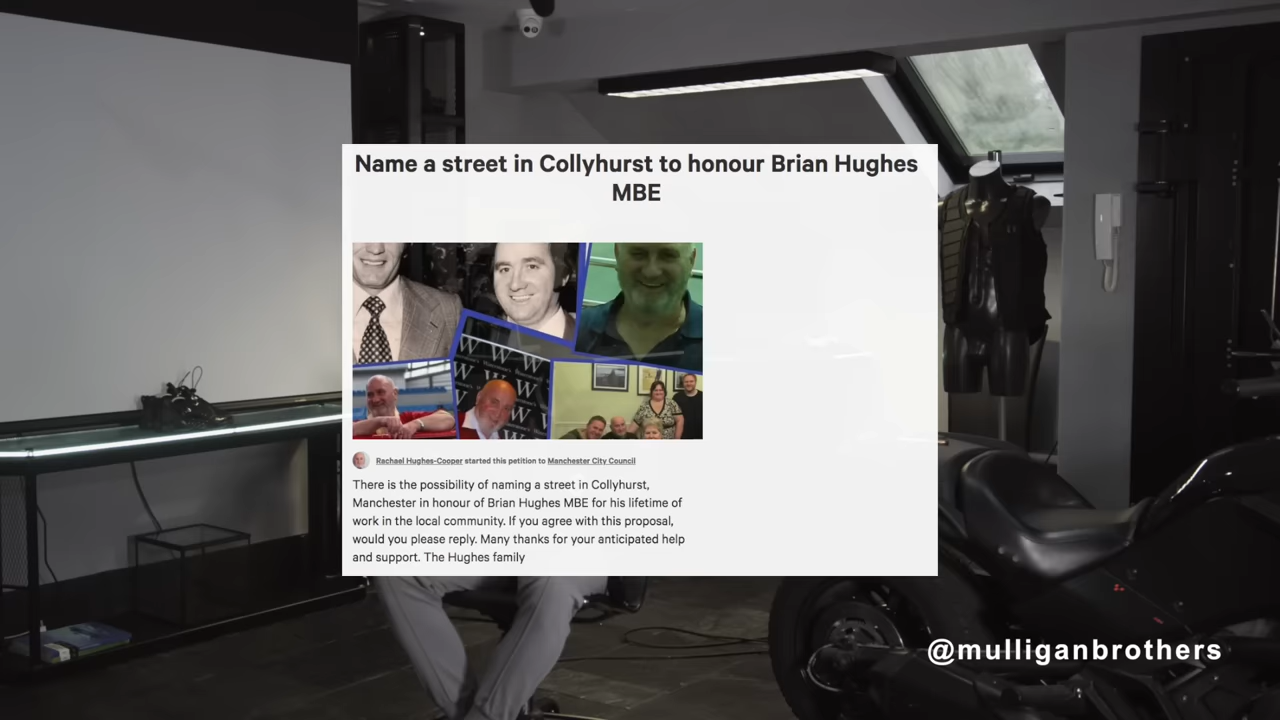 Name a street in Collyhurst to honour Brian Hughes
MBE
Rachael Hughes-Cooper started this petition to Manchester City Council
There is the possibility of naming a street in Collyhurst,
Manchester in honour of Brian Hughes MBE for his lifetime of
work in the local community. If you agree with this proposal,
would you please reply. Many thanks for your anticipated help
and support. The Hughes family
@mulliganbrothers